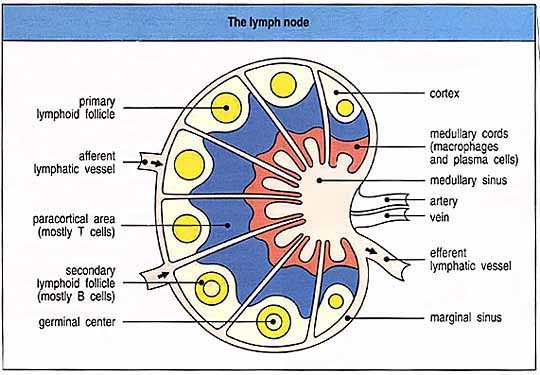 The lymph node
primary
lymphoid follicle
afferent
lymphatic vessel
paracortical area
(mostly T cells)
secondary
lymphoid follicle
(mostly B cells)
germinal center
cortex
medullary cords
(macrophages
and plasma cells)
medullary sinus
artery
vein
efferent
lymphatic vessel
marginal sinus